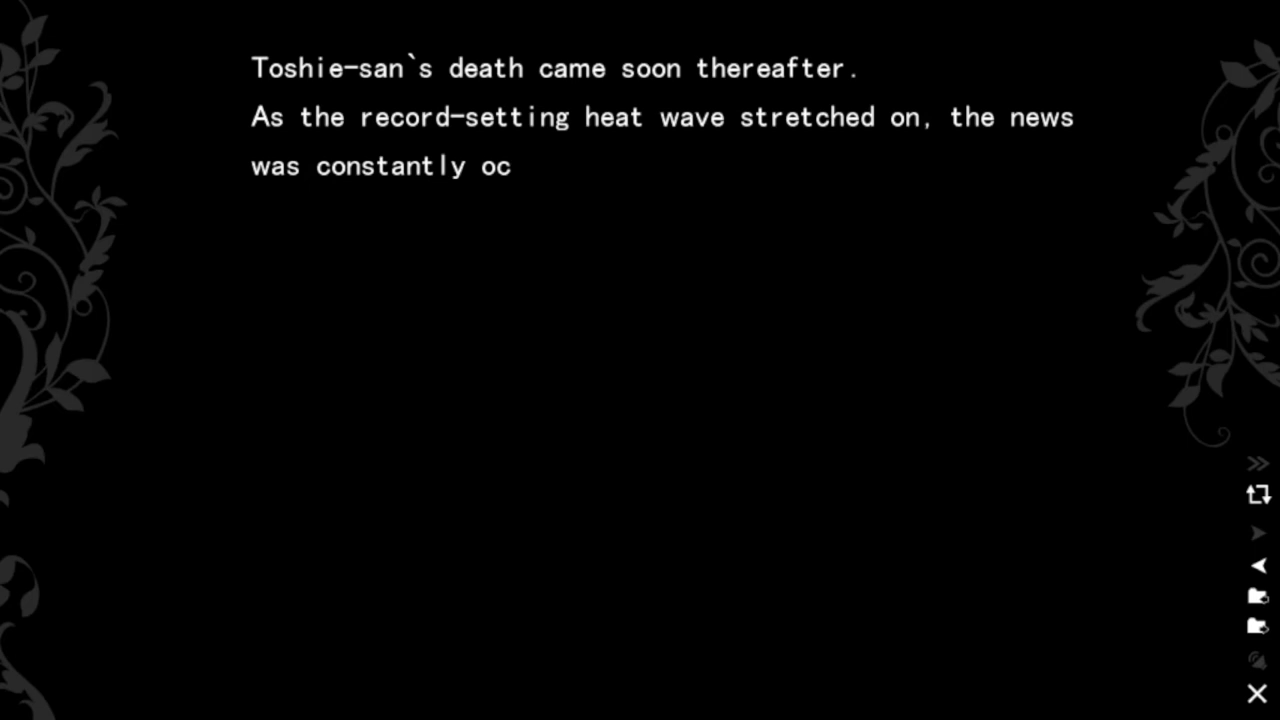 Toshie-san`s death came soon thereafter.
As the record-setting heat wave stretched on, the news
was constantly oc